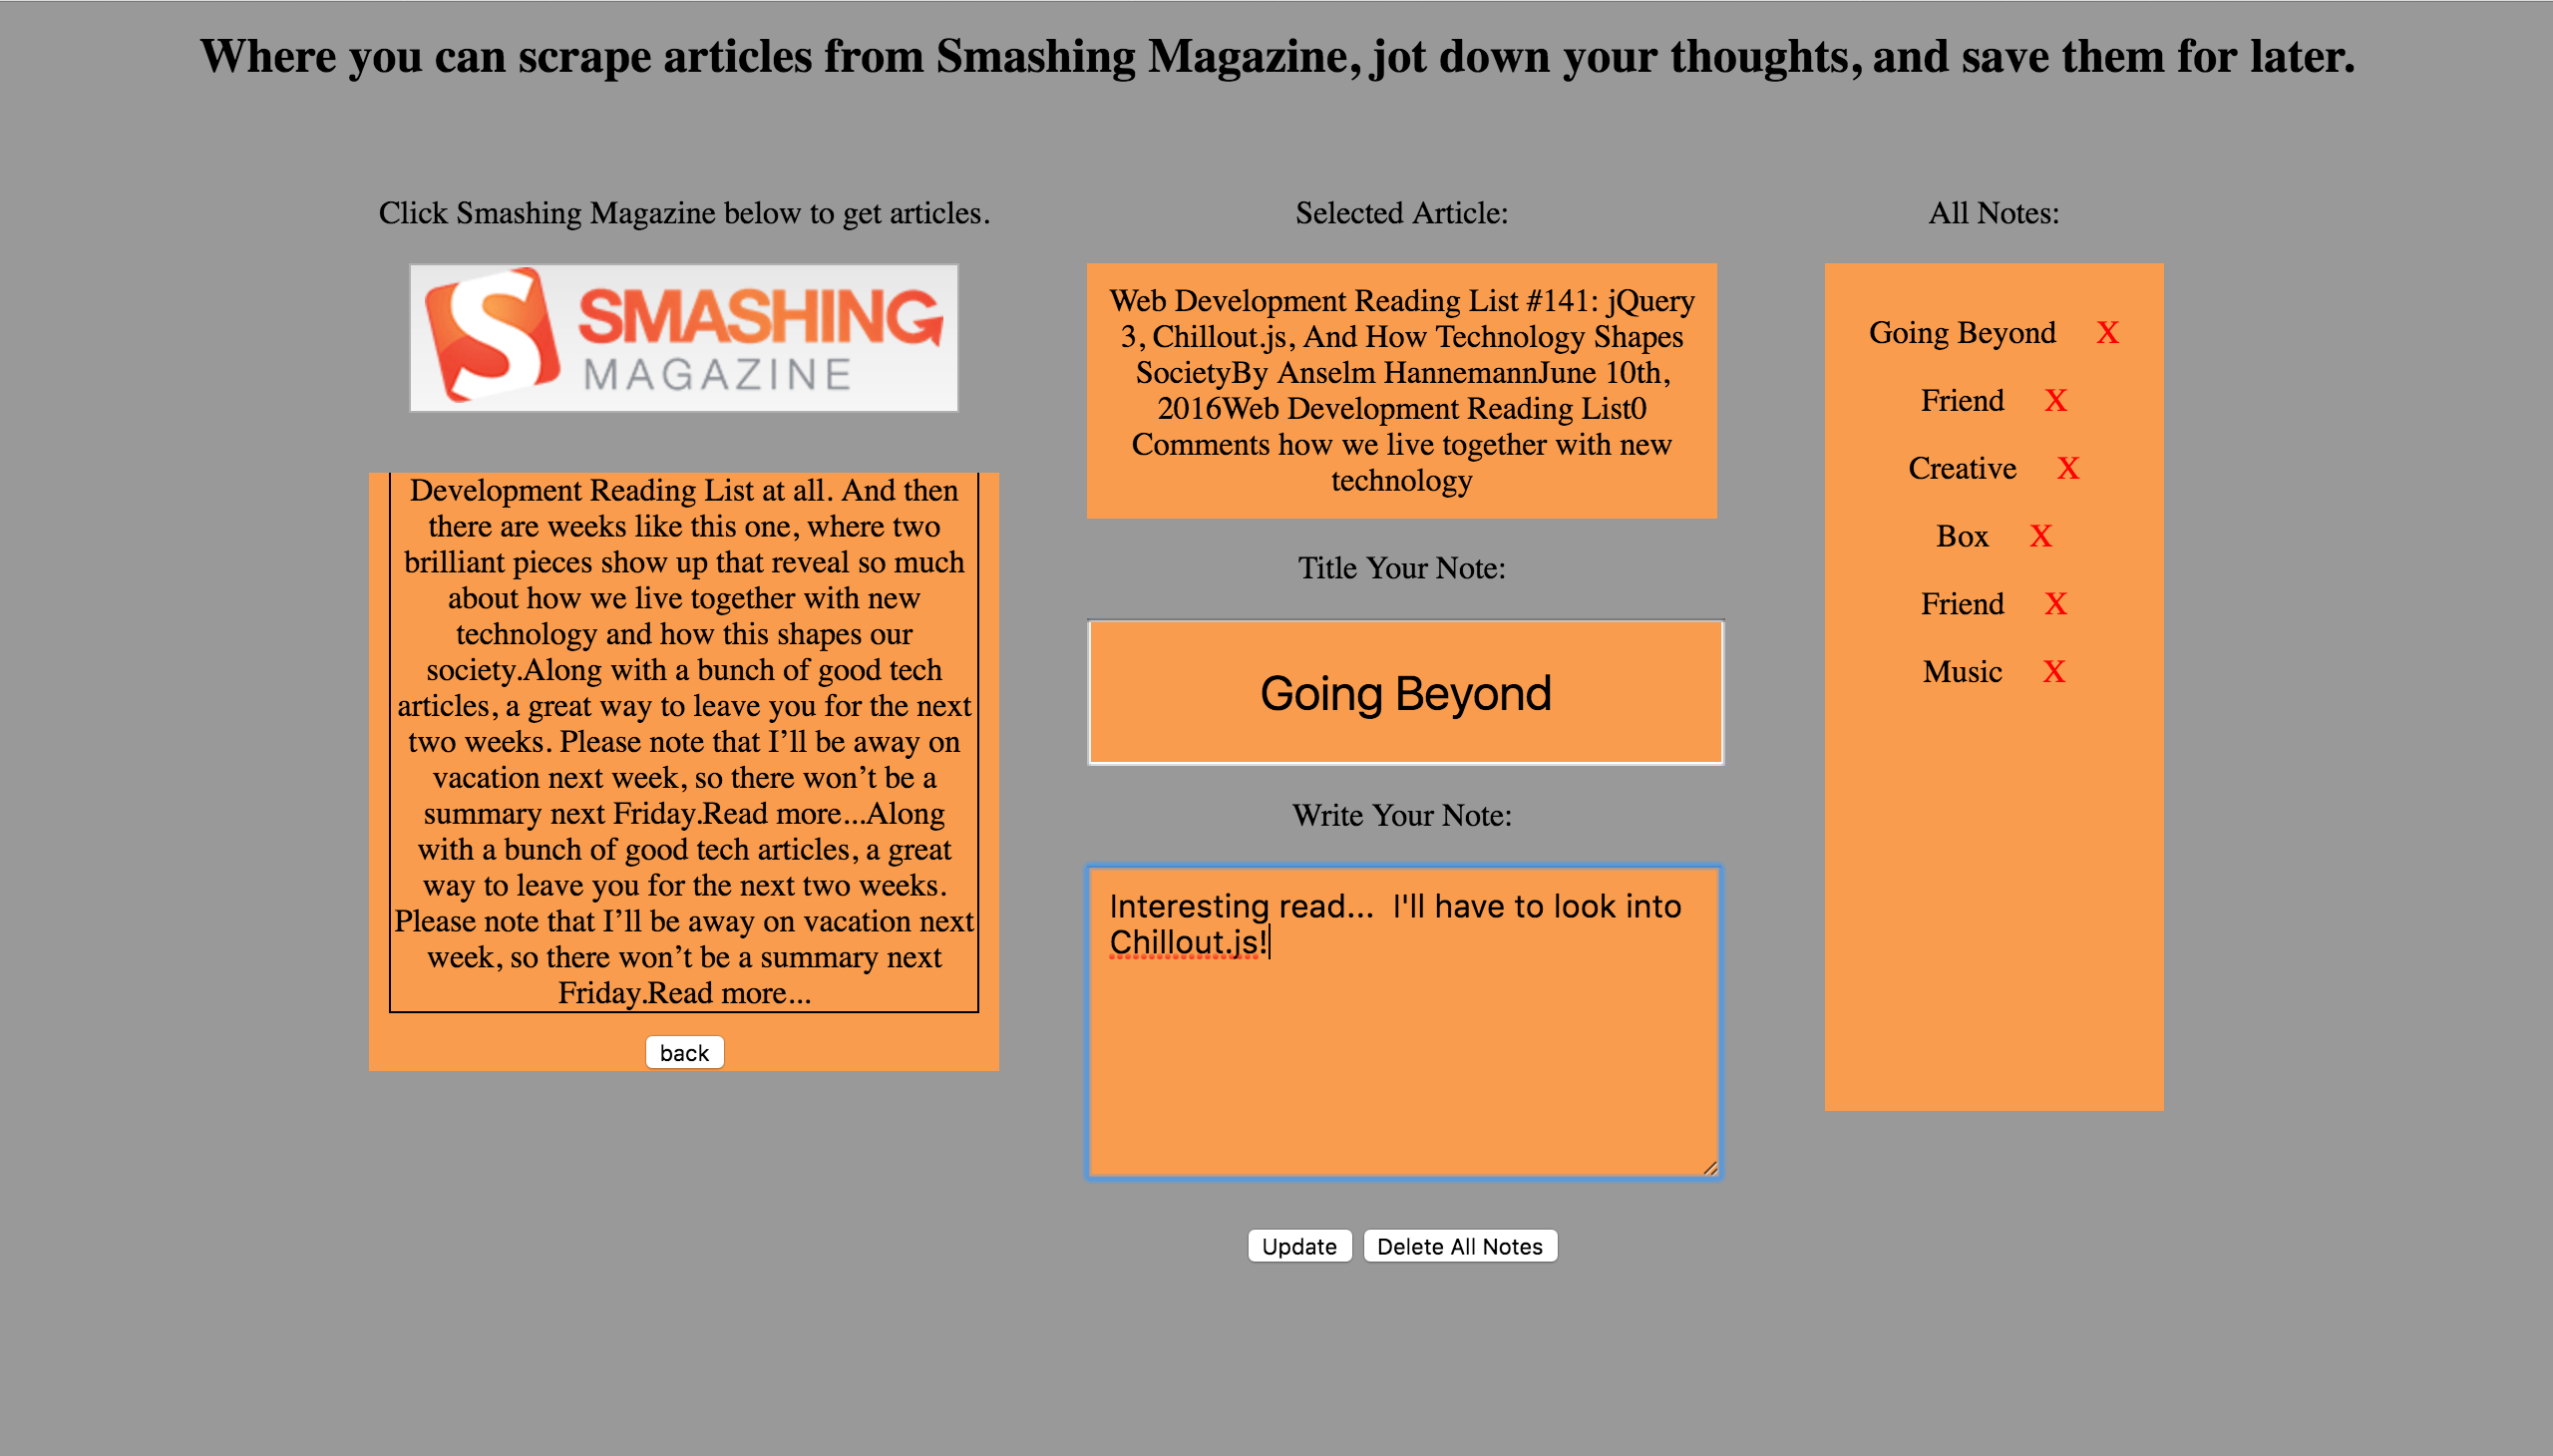 Where you can scrape articles from Smashing Magazine, jot down your thoughts, and save them for later.
Click Smashing Magazine below to get articles.
SMASHING
MAGAZINE
Development Reading List at all. And then
there are weeks like this one, where two
brilliant pieces show up that reveal so much
about how we live together with new
technology and how this shapes our
society.Along with a bunch of good tech
articles, a great way to leave you for the next
two weeks. Please note that I’ll be away on
vacation next week, so there won’t be a
summary next Friday.Read more...Along
with a bunch of good tech articles, a great
way to leave you for the next two weeks.
Please note that I’ll be away on vacation next
week, so there won’t be a summary next
Friday.Read more...
back
Selected Article:
Web Development Reading List #141: jQuery
3, Chillout.js, And How Technology Shapes
SocietyBy Anselm HannemannJune 10th,
2016Web Development Reading List0
Comments how we live together with new
technology
Title Your Note:
Going Beyond
Write Your Note:
Interesting read...  I'll have to look into
Chillout.js!
Update Delete All Notes
All Notes:
Going Beyond X
Friend X
Creative X
Box X
Friend X
Music X